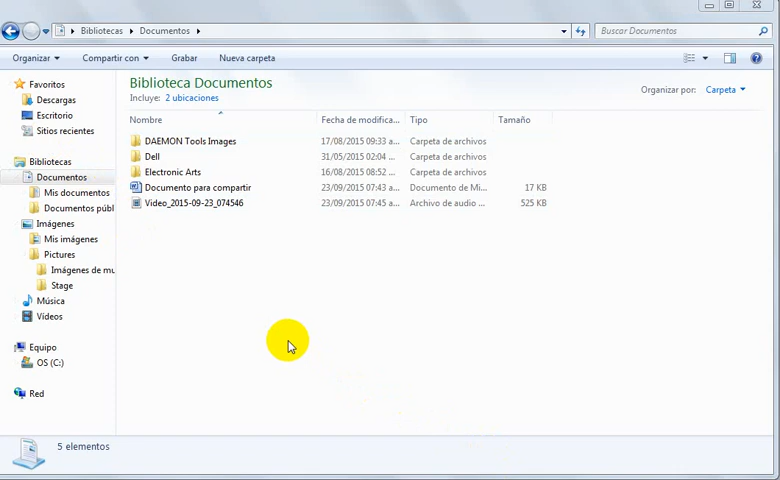 Bibliotecas Documentos Buscar Documentos
Organizar Compartir con Grabar Nueva carpeta
Biblioteca Documentos
Incluye: 2 ubicaciones
Organizar por: Carpeta
Nombre Fecha de modifica... Tipo Tamaño
DAEMON Tools Images 17/08/2015 09:33 a... Carpeta de archivos
Dell 31/05/2015 02:04 ... Carpeta de archivos
Electronic Arts 16/08/2015 08:52 ... Carpeta de archivos
Documento para compartir 23/09/2015 07:43 a... Documento de Mi... 17 KB
Video_2015-09-23_074546 23/09/2015 07:45 a... Archivo de audio ... 525 KB
Favoritos
Descargas
Escritorio
Sitios recientes
Bibliotecas
Documentos
Mis documentos
Documentos públ
Imágenes
Mis imágenes
Pictures
Imágenes de mu
Stage
Música
Vídeos
Equipo
OS (C:)
Red
5 elementos